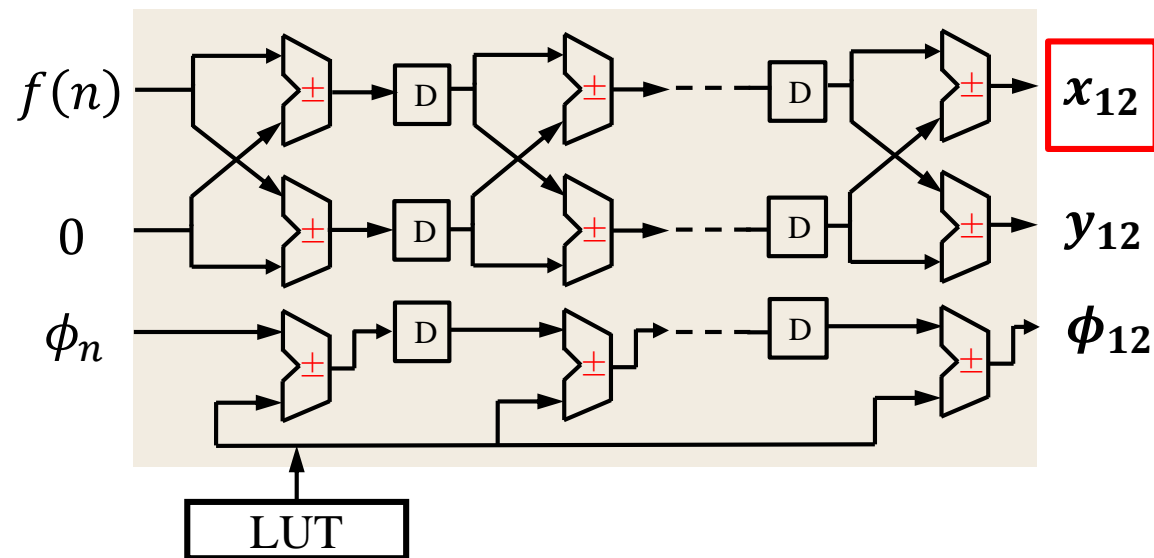 f(n)
± D ± D ±
x₁₂
0
± D ± D ±
y₁₂
ϕₙ
± D ± D ±
ϕ₁₂
LUT